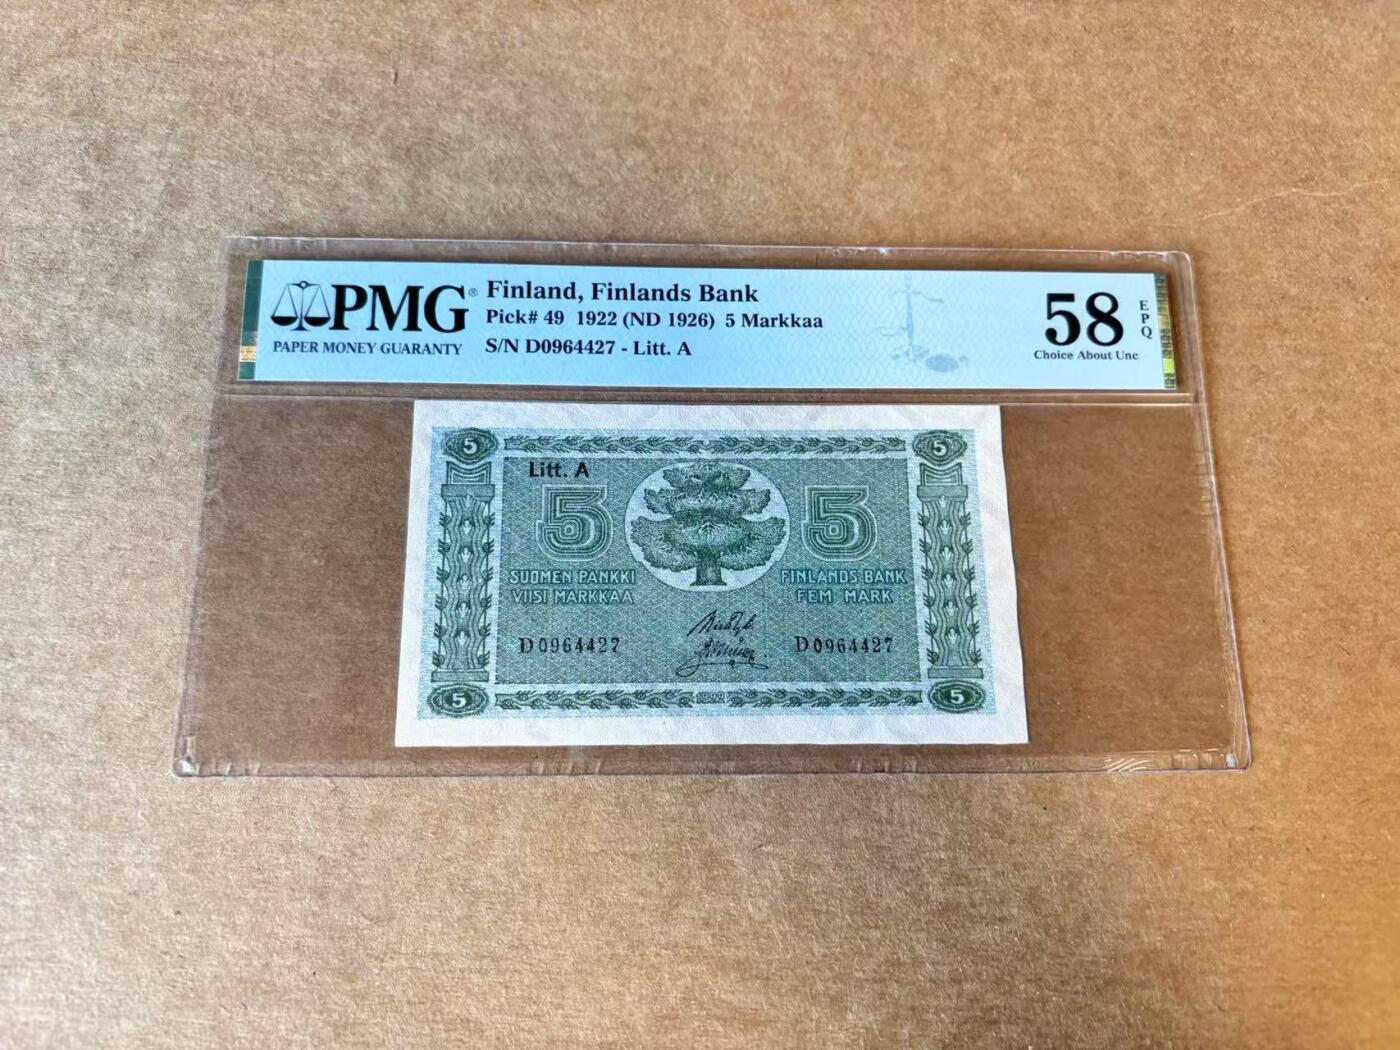 PMG®
PAPER MONEY GUARANTY
Finland, Finlands Bank
Pick# 49 1922 (ND 1926) 5 Markkaa
S/N D0964427 - Litt. A
58 EPQ
Choice About Unc
5 5
Litt. A
5 5
SUOMEN PANKKI FINLANDS BANK
VIISI MARKKAA FEM MARK
D0964427 D0964427
5 1922 5